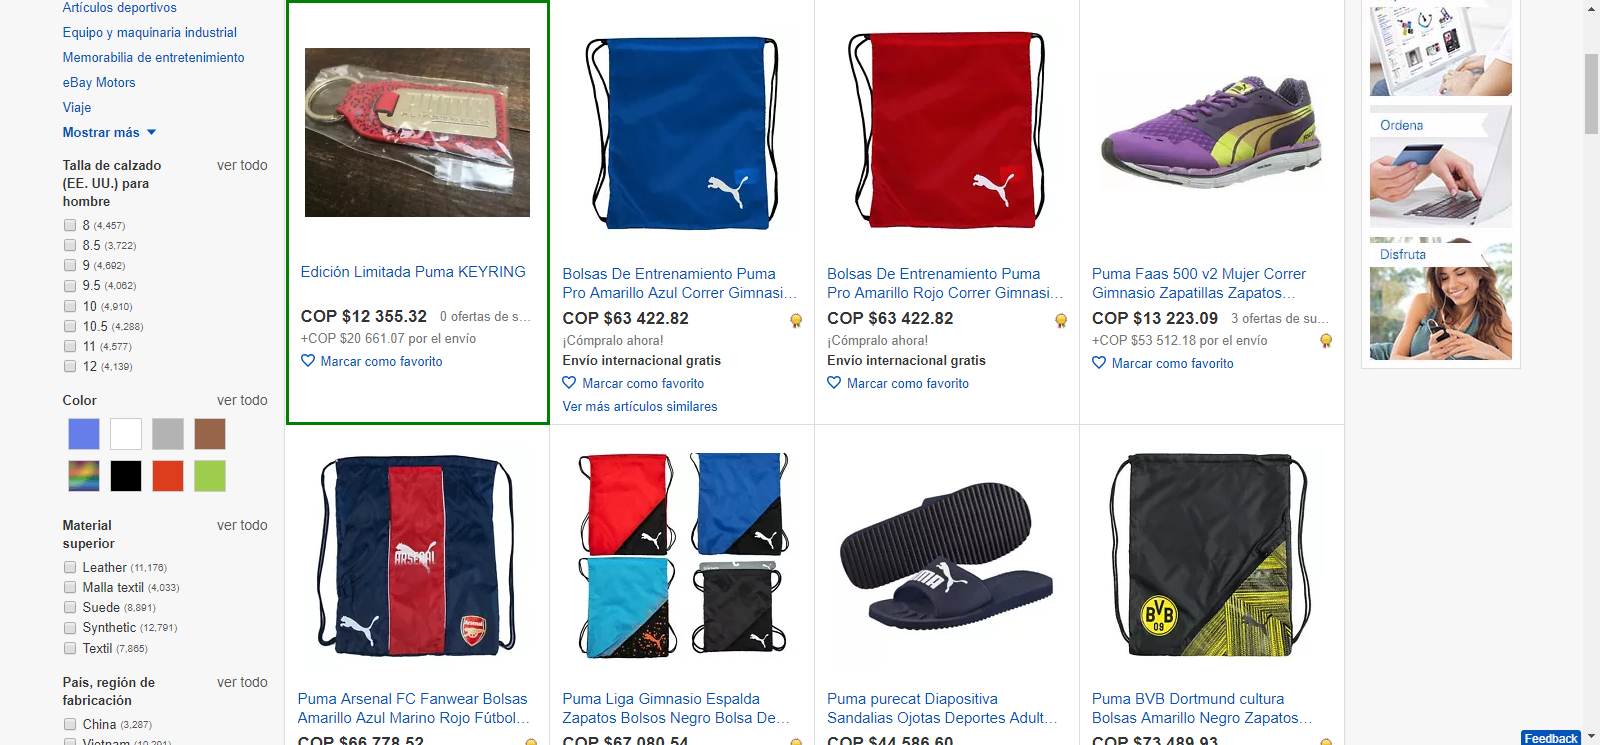 Artículos deportivos
Equipo y maquinaria industrial
Memorabilia de entretenimiento
eBay Motors
Viaje
Mostrar más
Talla de calzado (EE. UU.) para hombre
ver todo
8 (4,457)
8.5 (3,722)
9 (4,692)
9.5 (4,062)
10 (4,910)
10.5 (4,288)
11 (4,577)
12 (4,139)
Color
ver todo
Material superior
ver todo
Leather (11,176)
Malla textil (4,033)
Suede (8,891)
Synthetic (12,791)
Textil (7,865)
País, región de fabricación
ver todo
China (3,287)
Vietnam (10,291)
Edición Limitada Puma KEYRING
COP $12 355.32 0 ofertas de s...
+COP $20 661.07 por el envío
Marcar como favorito
Bolsas De Entrenamiento Puma
Pro Amarillo Azul Correr Gimnasi...
COP $63 422.82
¡Cómpralo ahora!
Envío internacional gratis
Marcar como favorito
Ver más artículos similares
Bolsas De Entrenamiento Puma
Pro Amarillo Rojo Correr Gimnasi...
COP $63 422.82
¡Cómpralo ahora!
Envío internacional gratis
Marcar como favorito
Puma Faas 500 v2 Mujer Correr
Gimnasio Zapatillas Zapatos...
COP $13 223.09 3 ofertas de su...
+COP $53 512.18 por el envío
Marcar como favorito
ARSENAL
Arsenal
Puma Arsenal FC Fanwear Bolsas
Amarillo Azul Marino Rojo Fútbol...
COP $66 778.52
Puma Liga Gimnasio Espalda
Zapatos Bolsos Negro Bolsa De...
COP $67 080.54
PUMA
Puma purecat Diapositiva
Sandalias Ojotas Deportes Adult...
COP $44 586.60
BVB
09
Puma BVB Dortmund cultura
Bolsas Amarillo Negro Zapatos...
COP $73 489.93
Ordena
Disfruta
Feedback